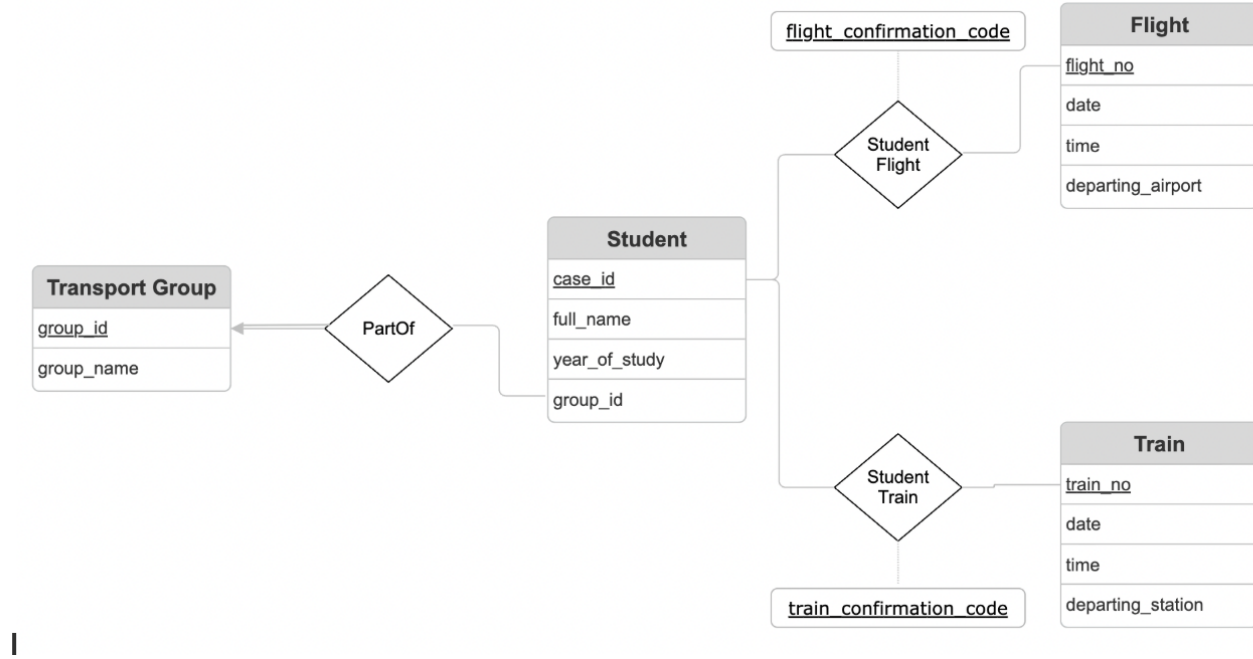 flight_confirmation_code
Flight
flight_no
date
time
departing_airport
Student
Flight
Student
case_id
full_name
year_of_study
group_id
Transport Group
group_id
group_name
PartOf
Student
Train
Train
train_no
date
time
departing_station
train_confirmation_code